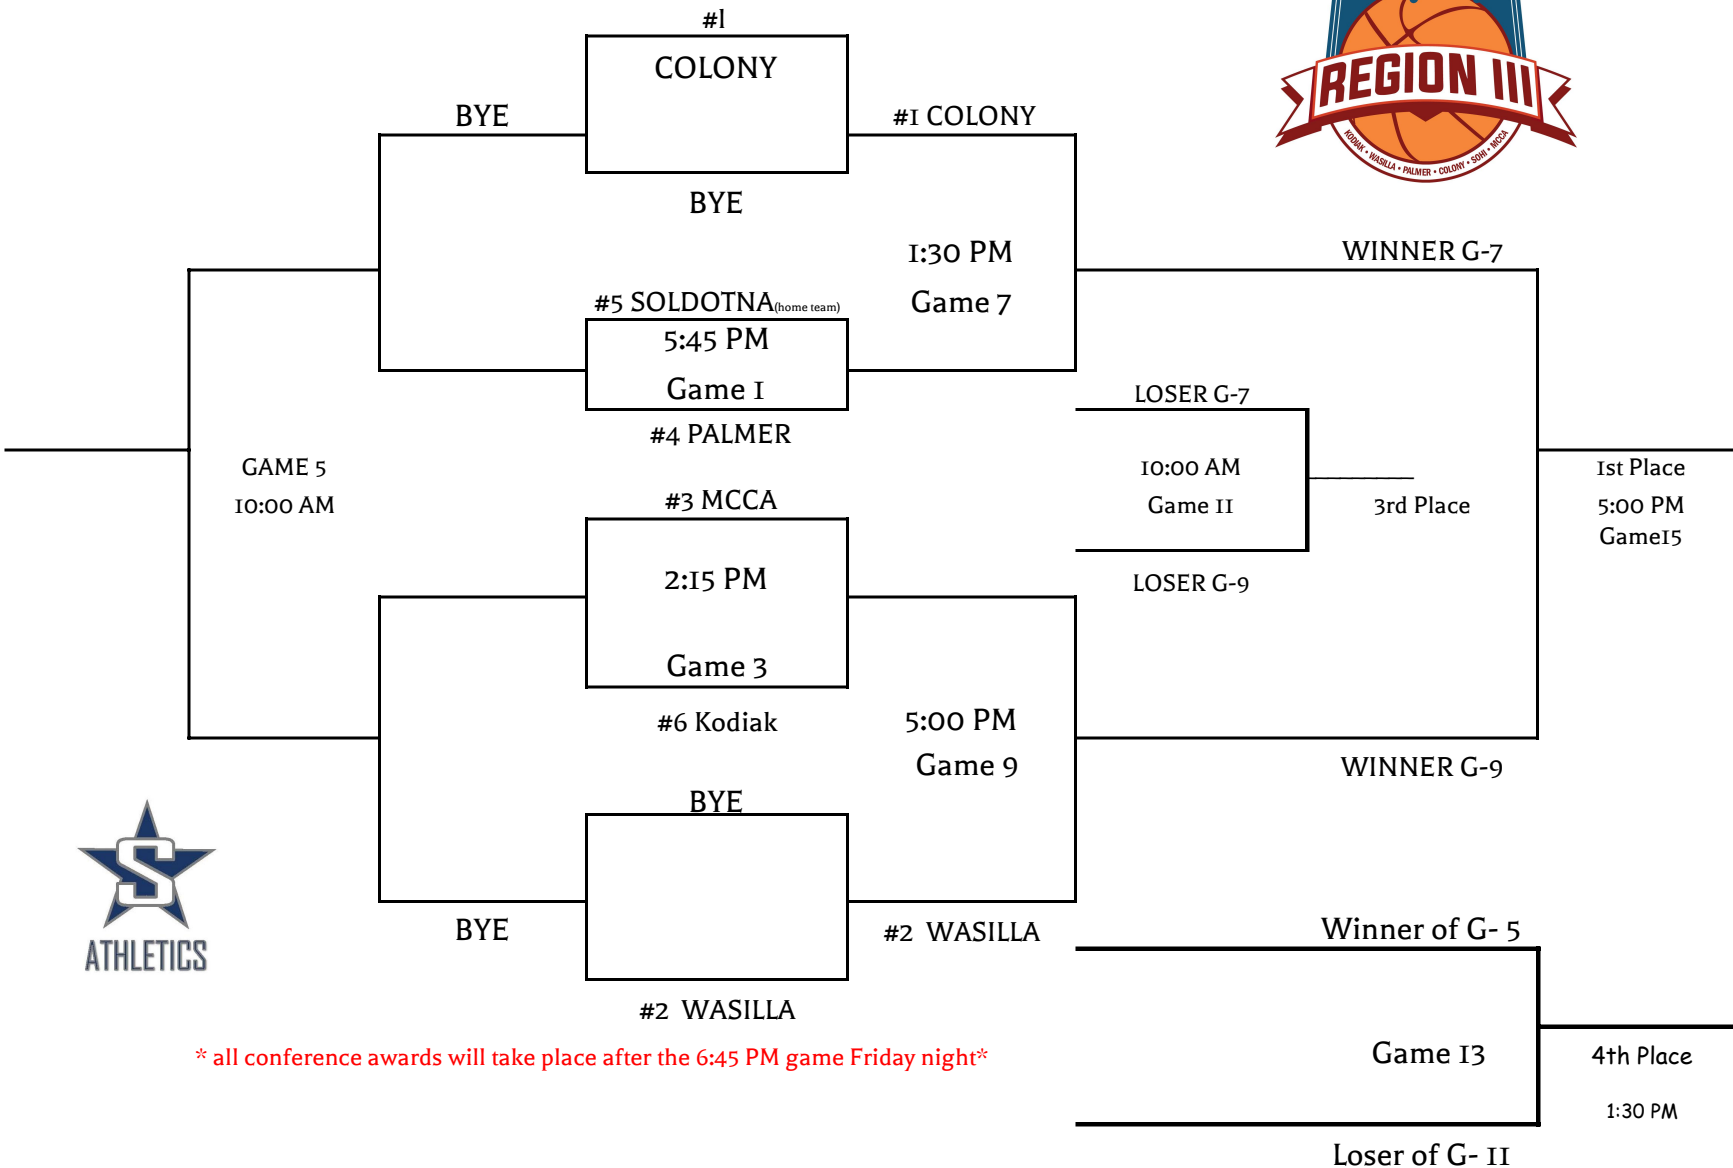 #1
COLONY
BYE
#1 COLONY
BYE
REGION III
KODIAK • WASILLA • PALMER • COLONY • SOHI • MCCA
1:30 PM
Game 7
WINNER G-7
#5 SOLDOTNA(home team)
5:45 PM
Game 1
#4 PALMER
LOSER G-7
GAME 5
10:00 AM
10:00 AM
Game 11
3rd Place
1st Place
5:00 PM
Game15
#3 MCCA
2:15 PM
Game 3
#6 Kodiak
LOSER G-9
5:00 PM
Game 9
WINNER G-9
BYE
BYE
#2 WASILLA
#2 WASILLA
S
ATHLETICS
Winner of G- 5
Game 13
4th Place
1:30 PM
Loser of G- 11
* all conference awards will take place after the 6:45 PM game Friday night*